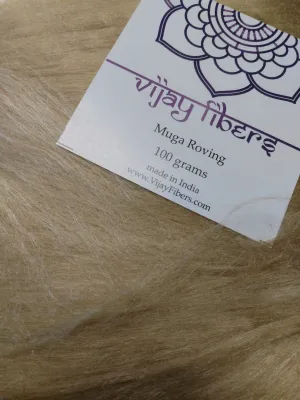 vijay fibers
Muga Roving
100 grams
made in India
www.VijayFibers.com